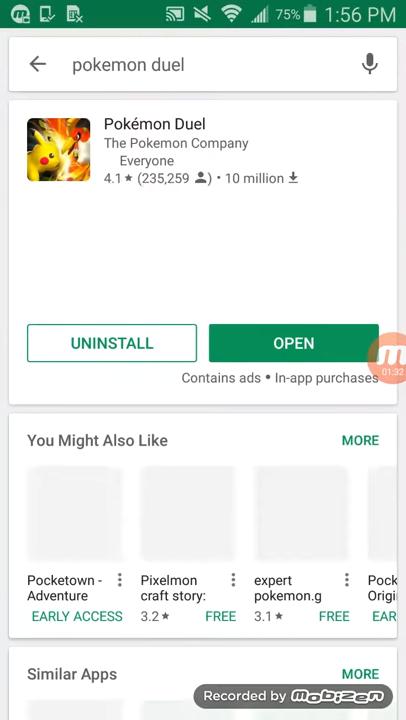 75% 1:56 PM
pokemon duel
Pokémon Duel
The Pokemon Company
Everyone
4.1 ★ (235,259 ) • 10 million
UNINSTALL
OPEN
01:32
Contains ads • In-app purchases
You Might Also Like
MORE
Pocketown -
Adventure
EARLY ACCESS
Pixelmon
craft story:
3.2 ★ FREE
expert
pokemon.g
3.1 ★ FREE
Pock
Origi
EAR
Similar Apps
MORE
Recorded by mobizen